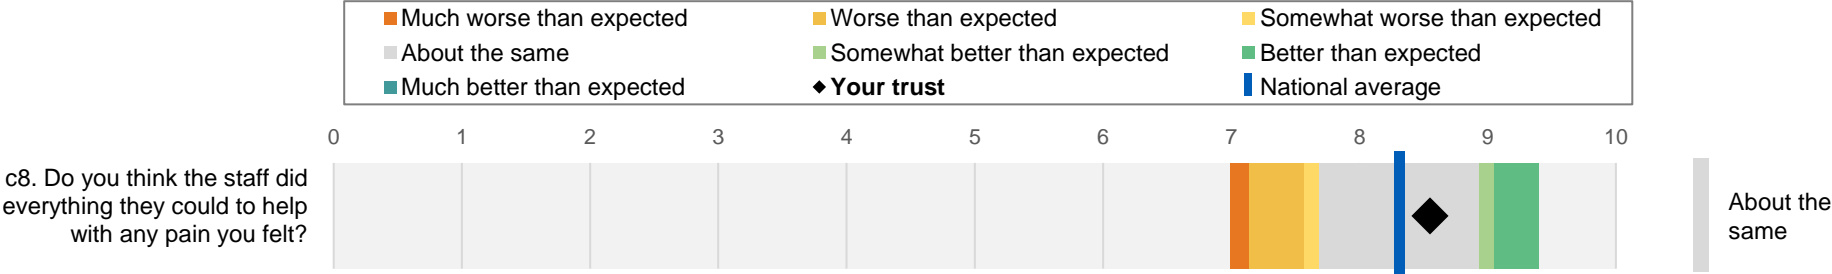 Much worse than expected Worse than expected Somewhat worse than expected
About the same Somewhat better than expected Better than expected
Much better than expected Your trust National average
0 1 2 3 4 5 6 7 8 9 10
c8. Do you think the staff did
everything they could to help
with any pain you felt?
About the
same